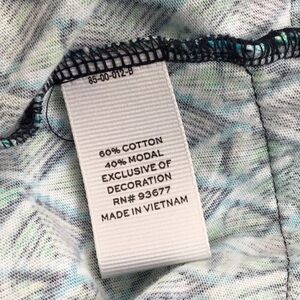 85-00-012-B
60% COTTON
40% MODAL
EXCLUSIVE OF
DECORATION
RN# 93677
MADE IN VIETNAM